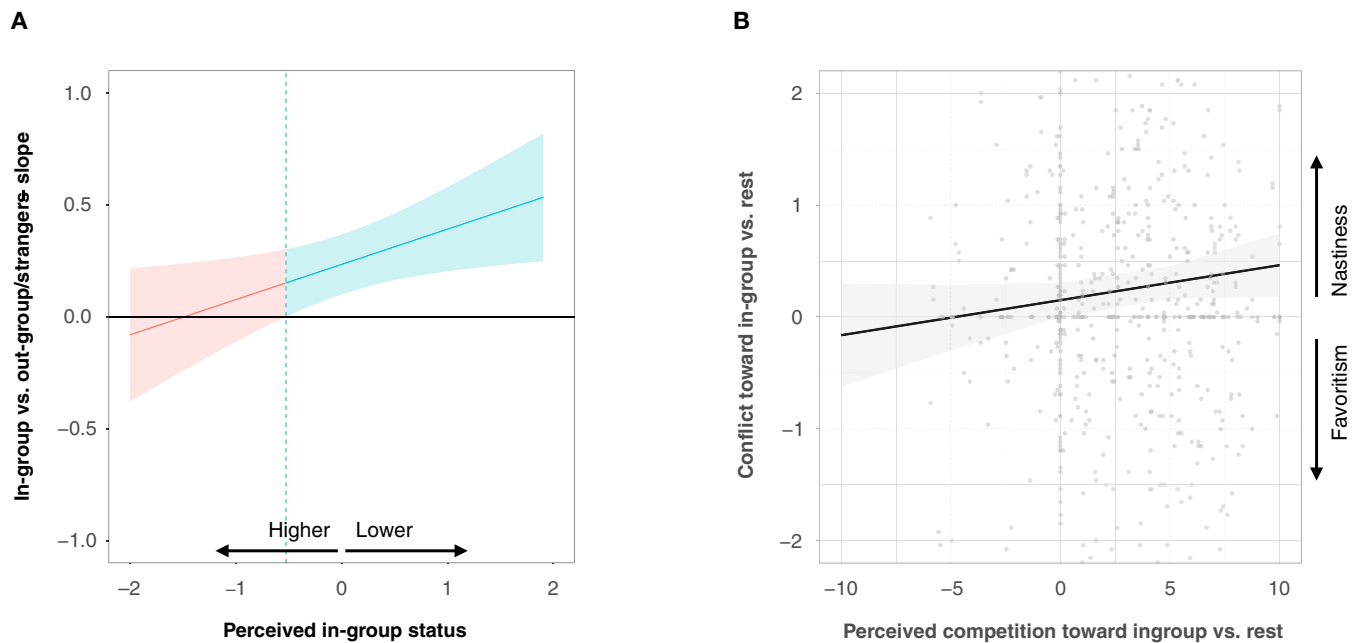 A
B
In-group vs. out-group/strangers slope
1.0
0.5
0.0
−0.5
−1.0
Higher
Lower
−2
−1
0
1
2
Perceived in-group status
Conflict toward in-group vs. rest
2
1
0
−1
−2
−10
−5
0
5
10
Perceived competition toward ingroup vs. rest
Nastiness
Favoritism